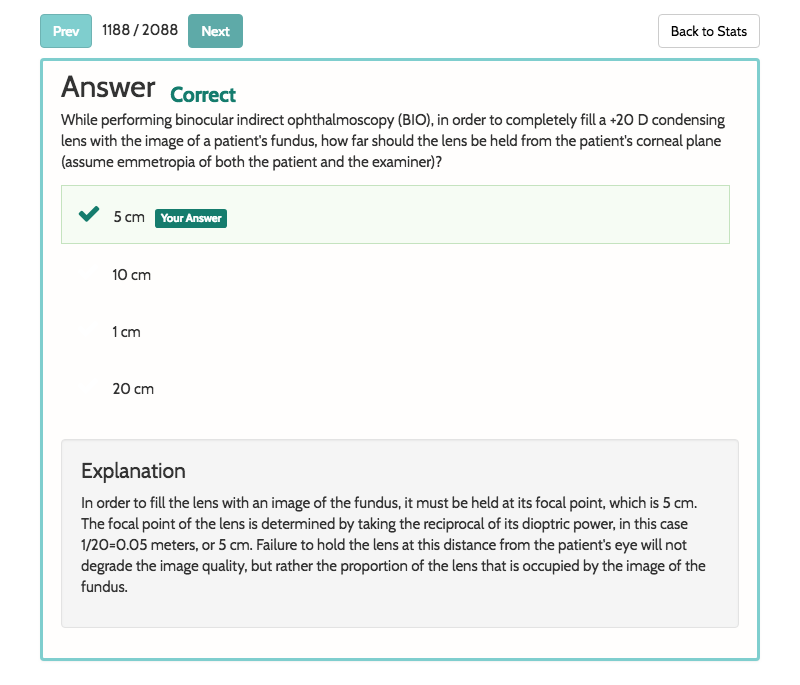 Prev 1188 / 2088 Next Back to Stats
Answer Correct
While performing binocular indirect ophthalmoscopy (BIO), in order to completely fill a +20 D condensing
lens with the image of a patient's fundus, how far should the lens be held from the patient's corneal plane
(assume emmetropia of both the patient and the examiner)?
5 cm Your Answer
10 cm
1 cm
20 cm
Explanation
In order to fill the lens with an image of the fundus, it must be held at its focal point, which is 5 cm.
The focal point of the lens is determined by taking the reciprocal of its dioptric power, in this case
1/20=0.05 meters, or 5 cm. Failure to hold the lens at this distance from the patient's eye will not
degrade the image quality, but rather the proportion of the lens that is occupied by the image of the
fundus.